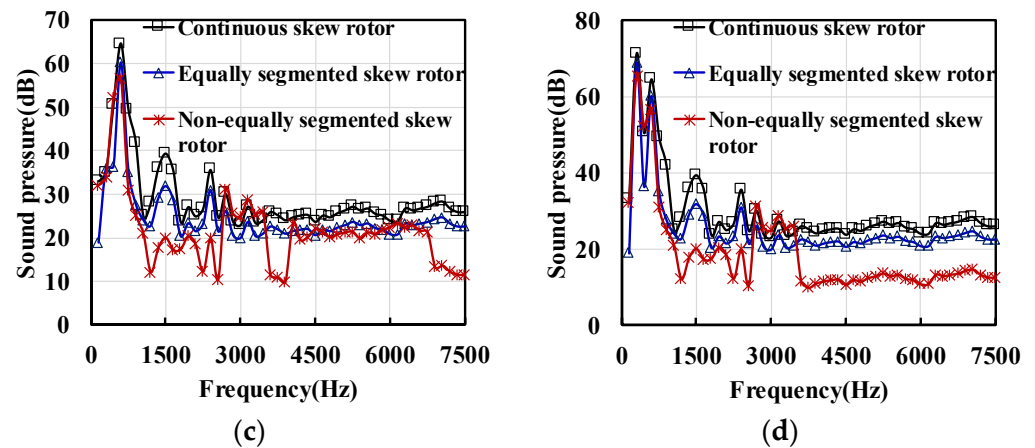 70
60
50
40
30
20
10
0
Sound pressure(dB)
Continuous skew rotor
Equally segmented skew rotor
Non-equally segmented skew
rotor
0 1500 3000 4500 6000 7500
Frequency(Hz)
(c)
80
60
40
20
0
Sound pressure(dB)
Continuous skew rotor
Equally segmented skew rotor
Non-equally segmented skew
rotor
0 1500 3000 4500 6000 7500
Frequency(Hz)
(d)